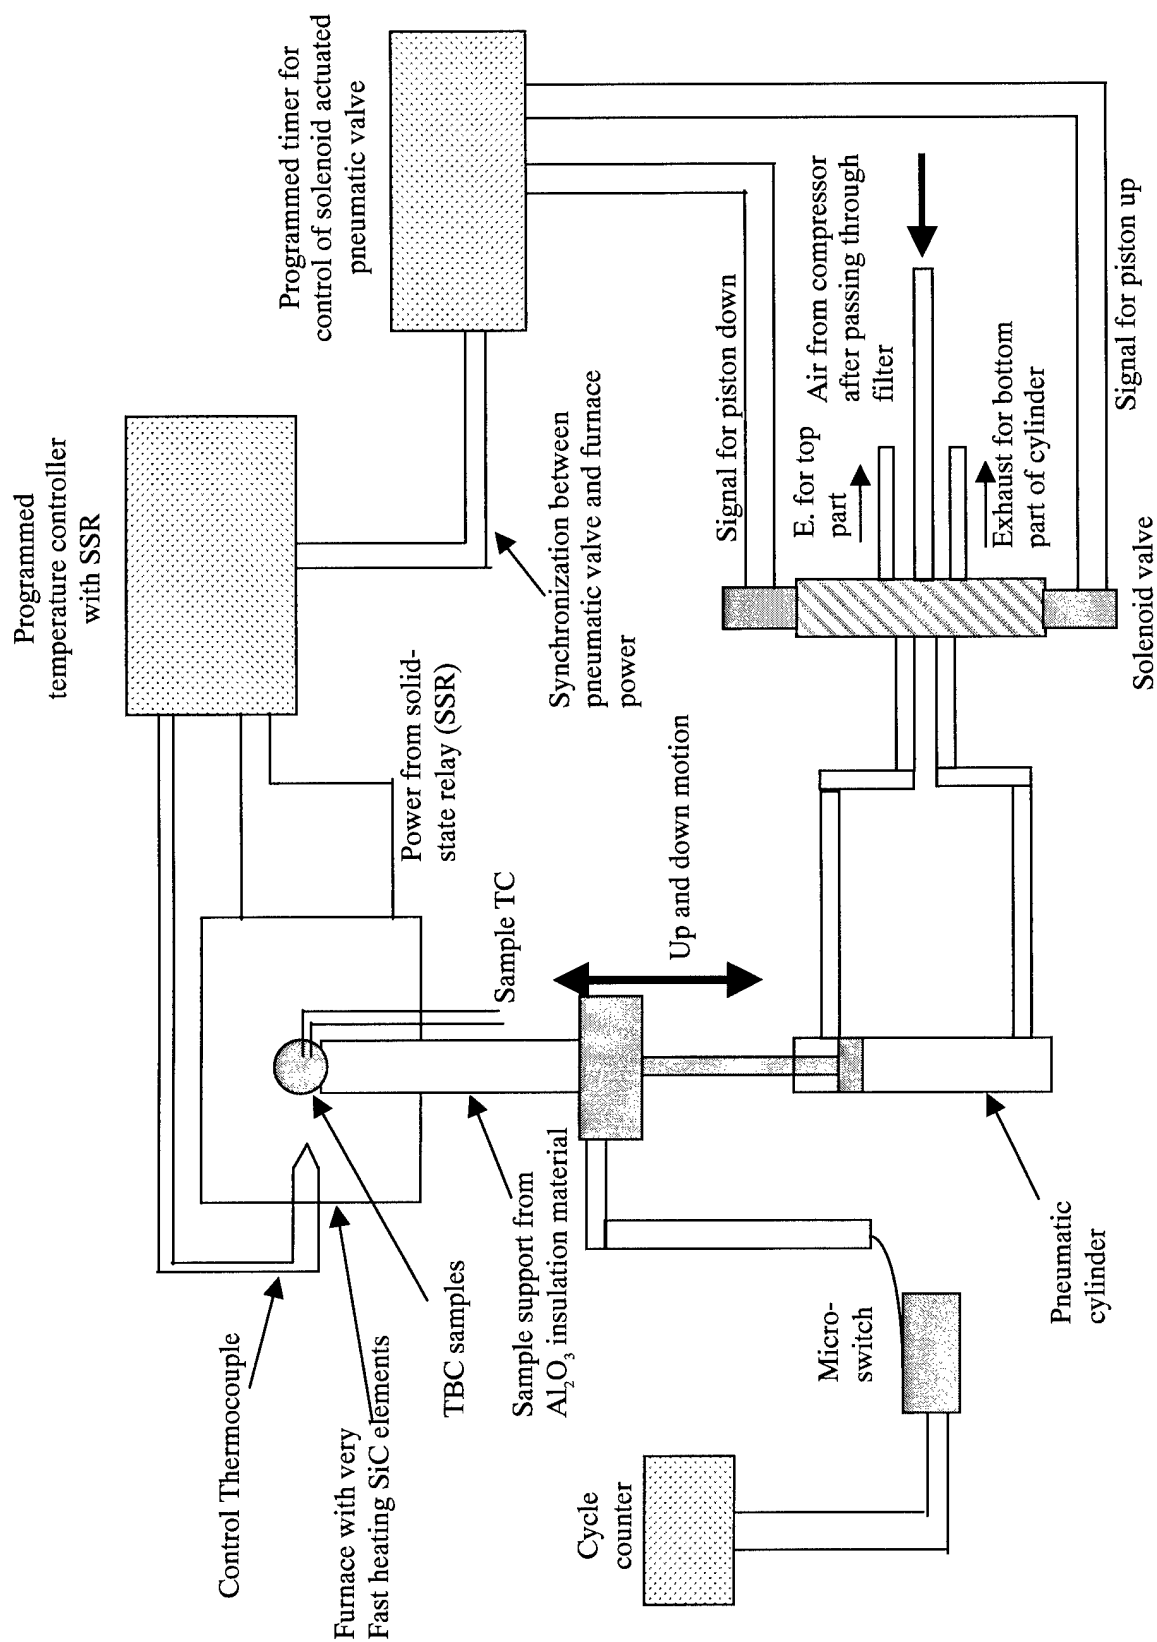 Programmed
temperature controller
with SSR
Programmed timer for
control of solenoid actuated
pneumatic valve
Control Thermocouple
Furnace with very
Fast heating SiC elements
TBC samples
Sample support from
Al₂O₃ insulation material
Sample TC
Power from solid-
state relay (SSR)
Synchronization between
pneumatic valve and furnace
power
Cycle
counter
Micro-
switch
Up and down motion
Signal for piston down
E. for top
part
Air from compressor
after passing through
filter
Exhaust for bottom
part of cylinder
Signal for piston up
Pneumatic
cylinder
Solenoid valve